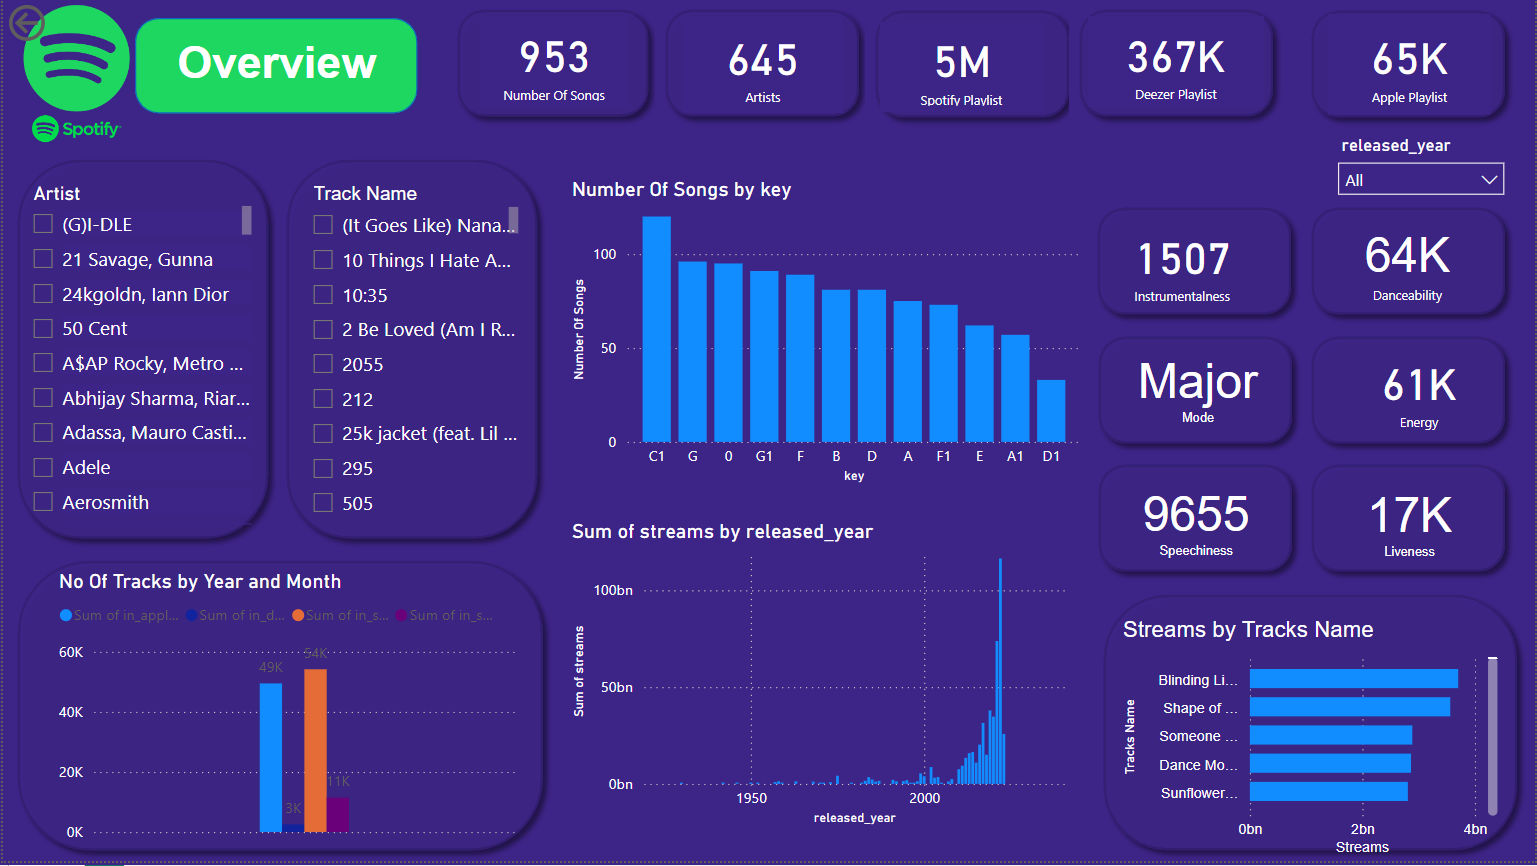 Overview
Spotify
953
Number Of Songs
645
Artists
5M
Spotify Playlist
367K
Deezer Playlist
65K
Apple Playlist
released_year
All
Artist
(G)I-DLE
21 Savage, Gunna
24kgoldn, Iann Dior
50 Cent
A$AP Rocky, Metro ...
Abhijay Sharma, Riar...
Adassa, Mauro Casti...
Adele
Aerosmith
Track Name
(It Goes Like) Nana...
10 Things I Hate A...
10:35
2 Be Loved (Am I R...
2055
212
25k jacket (feat. Lil ...
295
505
Number Of Songs by key
Number Of Songs
100
50
0
C1 G 0 G1 F B D A F1 E A1 D1
key
1507
Instrumentalness
64K
Danceability
Major
Mode
61K
Energy
9655
Speechiness
17K
Liveness
No Of Tracks by Year and Month
Sum of in_appl... Sum of in_d... Sum of in_s... Sum of in_s...
60K
40K
20K
0K
49K
3K
54K
11K
Sum of streams by released_year
Sum of streams
100bn
50bn
0bn
1950 2000
released_year
Streams by Tracks Name
Tracks Name
Blinding Li...
Shape of ...
Someone ...
Dance Mo...
Sunflower...
0bn 2bn 4bn
Streams